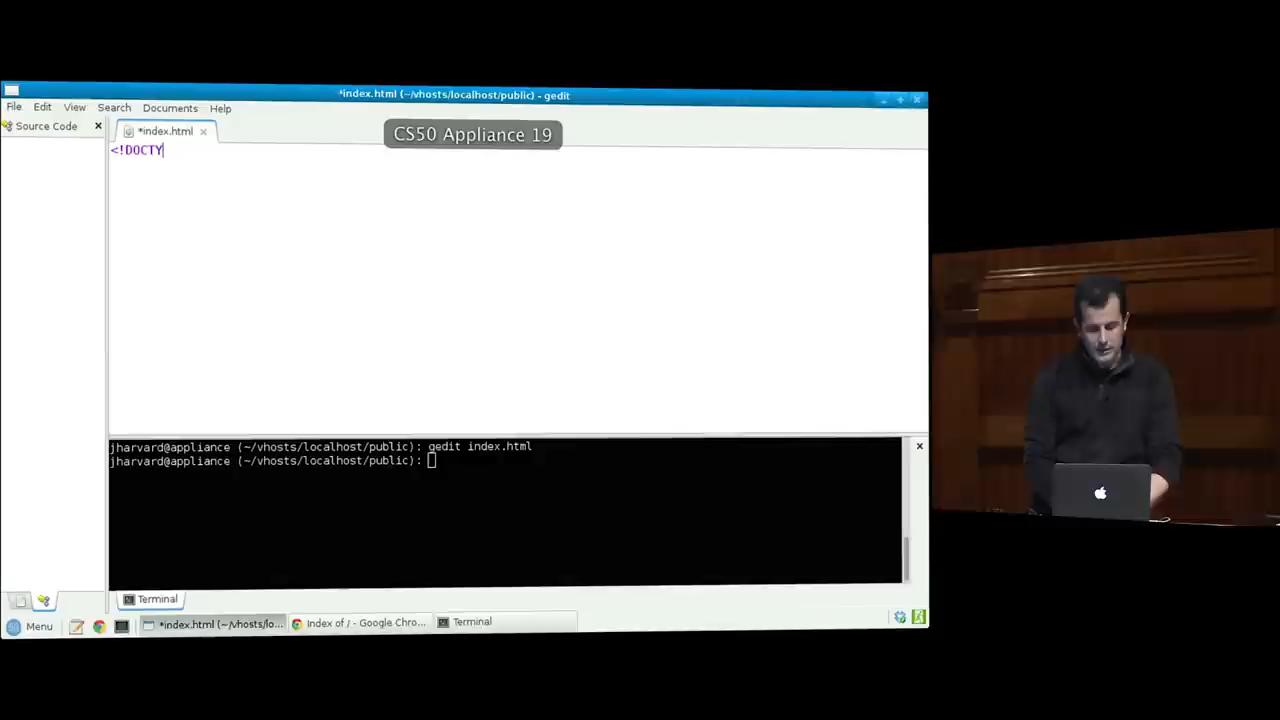 *index.html (~/vhosts/localhost/public) - gedit
File Edit View Search Documents Help
Source Code
*index.html
CS50 Appliance 19
<!DOCTY
jharvard@appliance (~/vhosts/localhost/public): gedit index.html
jharvard@appliance (~/vhosts/localhost/public):
Terminal
Menu
*index.html (~/vhosts/lo...
Index of / - Google Chro...
Terminal